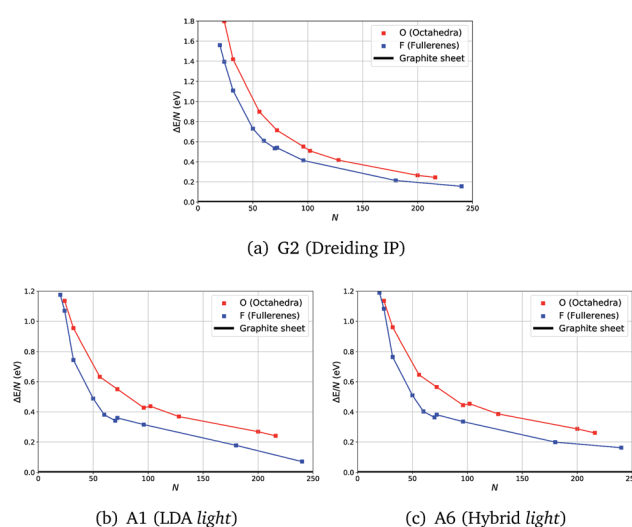 1.8
1.6
1.4
1.2
1.0
0.8
0.6
0.4
0.2
0.0
ΔE/N (eV)
O (Octahedra)
F (Fullerenes)
Graphite sheet
0 50 100 150 200 250
N
(a) G2 (Dreiding IP)
1.2
1.0
0.8
0.6
0.4
0.2
0.0
ΔE/N (eV)
O (Octahedra)
F (Fullerenes)
Graphite sheet
0 50 100 150 200 250
N
(b) A1 (LDA light)
1.2
1.0
0.8
0.6
0.4
0.2
0.0
ΔE/N (eV)
O (Octahedra)
F (Fullerenes)
Graphite sheet
0 50 100 150 200 250
N
(c) A6 (Hybrid light)